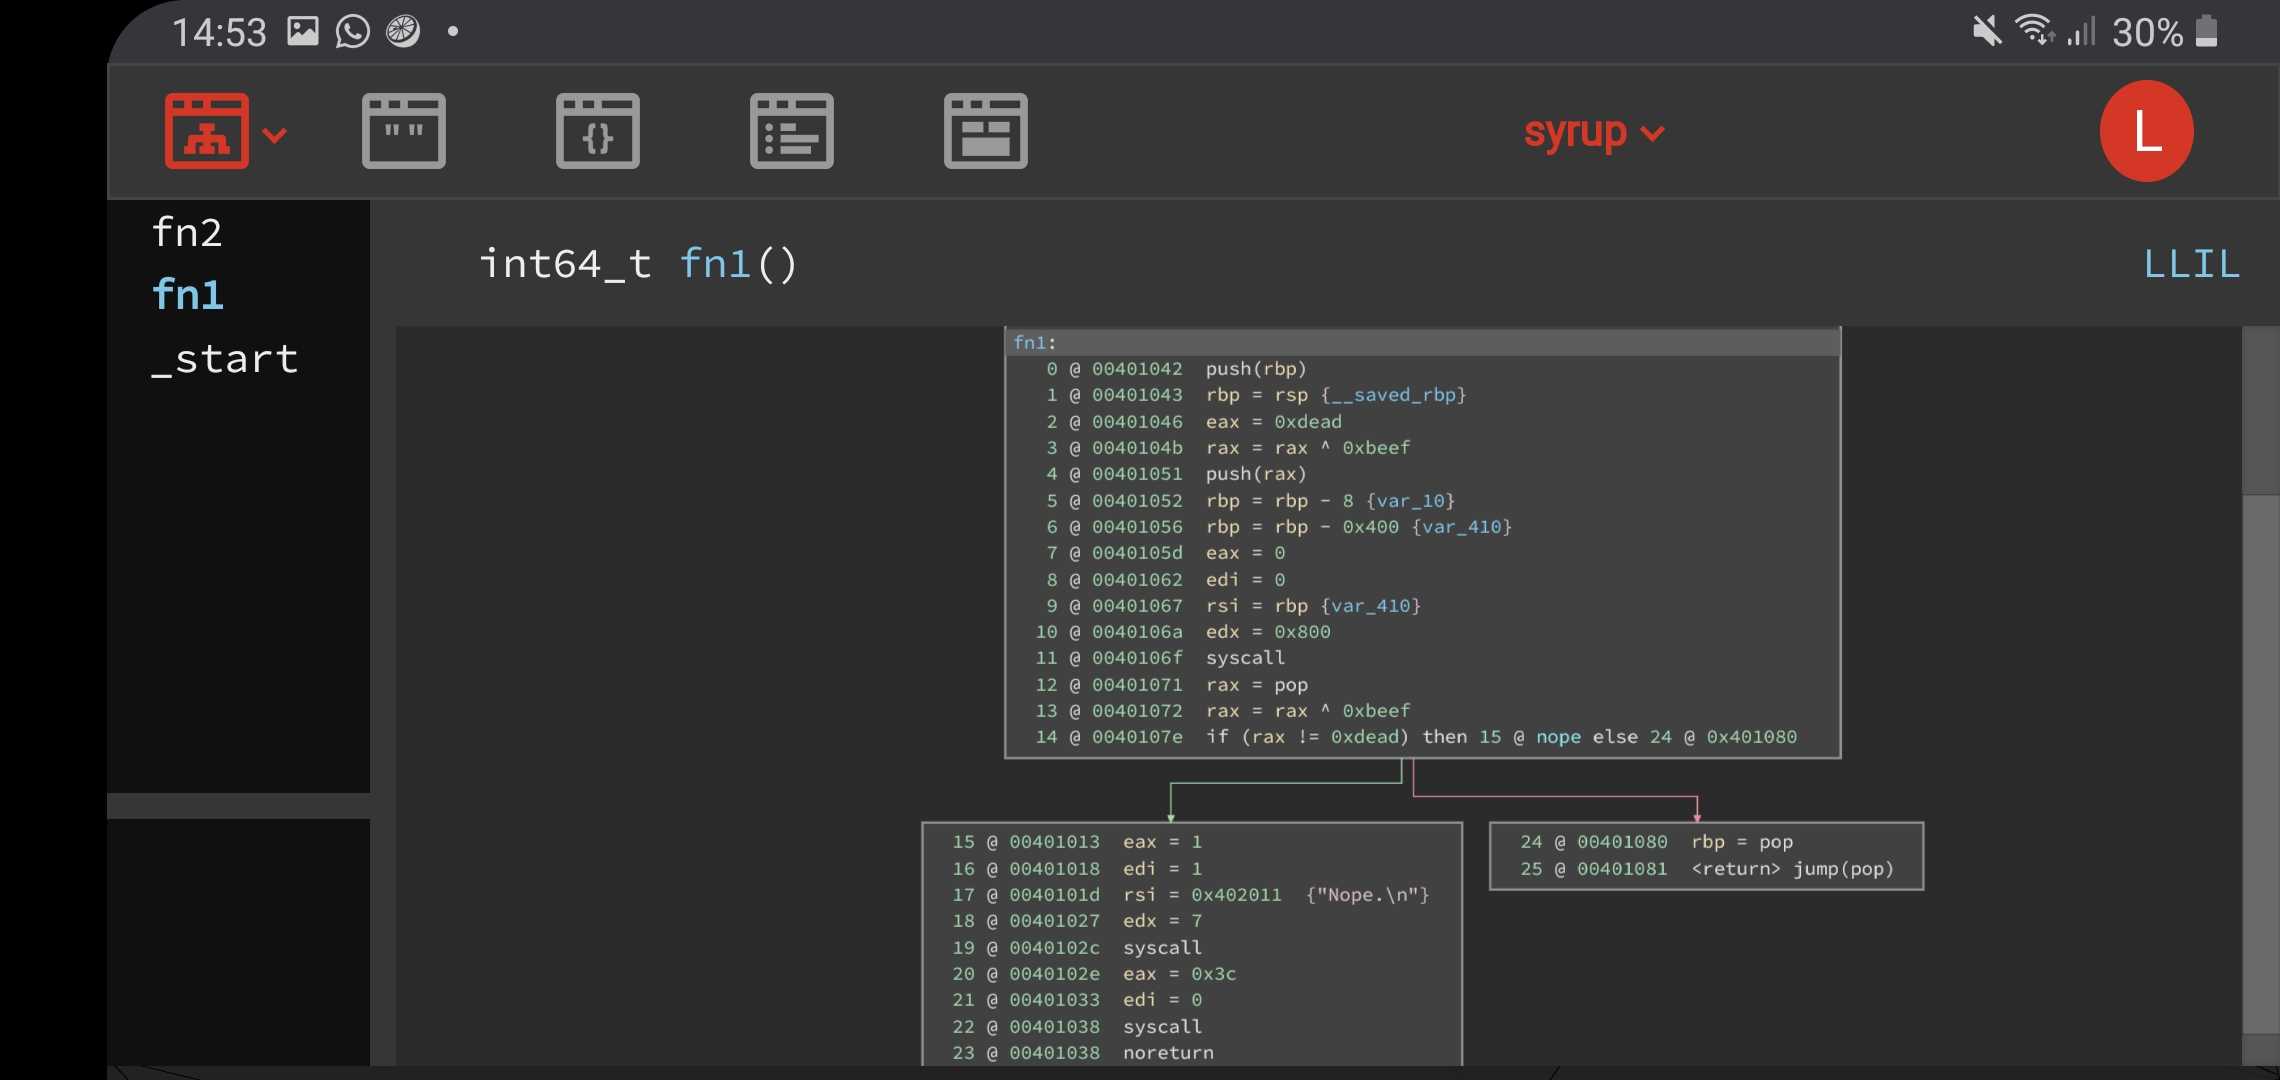 14:53
30%
" "
{}
syrup
L
fn2
fn1
_start
int64_t fn1()
LLIL
fn1:
0 @ 00401042 push(rbp)
1 @ 00401043 rbp = rsp {__saved_rbp}
2 @ 00401046 eax = 0xdead
3 @ 0040104b rax = rax ^ 0xbeef
4 @ 00401051 push(rax)
5 @ 00401052 rbp = rbp - 8 {var_10}
6 @ 00401056 rbp = rbp - 0x400 {var_410}
7 @ 0040105d eax = 0
8 @ 00401062 edi = 0
9 @ 00401067 rsi = rbp {var_410}
10 @ 0040106a edx = 0x800
11 @ 0040106f syscall
12 @ 00401071 rax = pop
13 @ 00401072 rax = rax ^ 0xbeef
14 @ 0040107e if (rax != 0xdead) then 15 @ nope else 24 @ 0x401080
15 @ 00401013 eax = 1
16 @ 00401018 edi = 1
17 @ 0040101d rsi = 0x402011 {"Nope.\n"}
18 @ 00401027 edx = 7
19 @ 0040102c syscall
20 @ 0040102e eax = 0x3c
21 @ 00401033 edi = 0
22 @ 00401038 syscall
23 @ 00401038 noreturn
24 @ 00401080 rbp = pop
25 @ 00401081 <return> jump(pop)